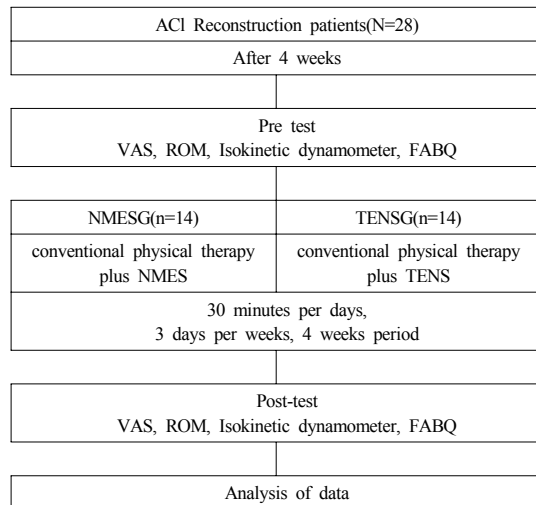 ACl Reconstruction patients(N=28)
After 4 weeks
Pre test
VAS, ROM, Isokinetic dynamometer, FABQ
NMESG(n=14)
TENSG(n=14)
conventional physical therapy
plus NMES
conventional physical therapy
plus TENS
30 minutes per days,
3 days per weeks, 4 weeks period
Post-test
VAS, ROM, Isokinetic dynamometer, FABQ
Analysis of data